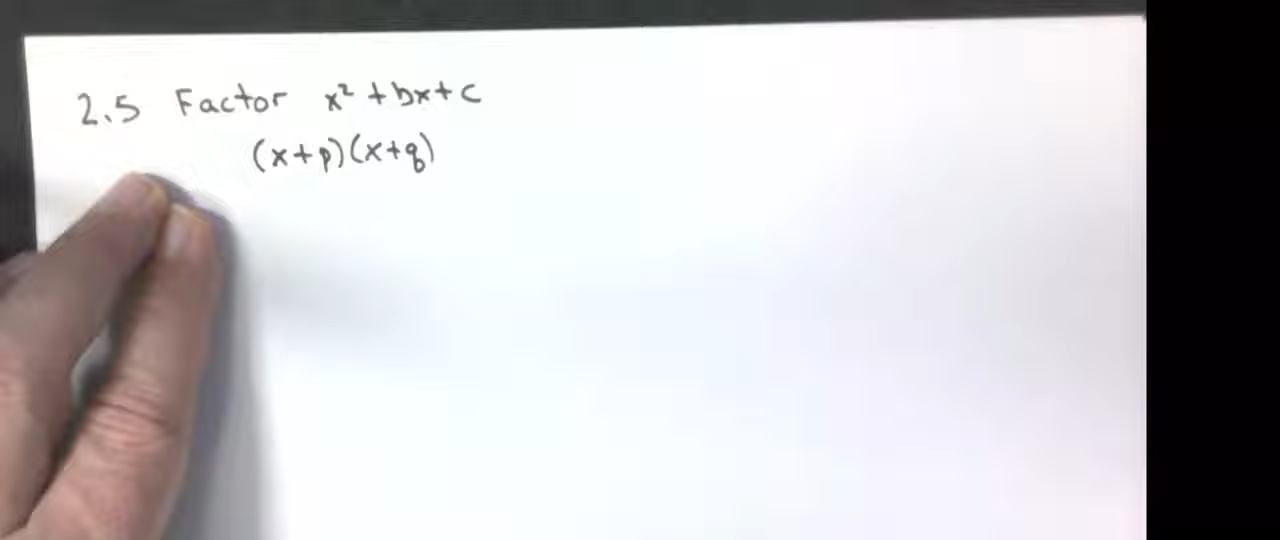 2.5 Factor x² + bx + c
(x+p)(x+q)